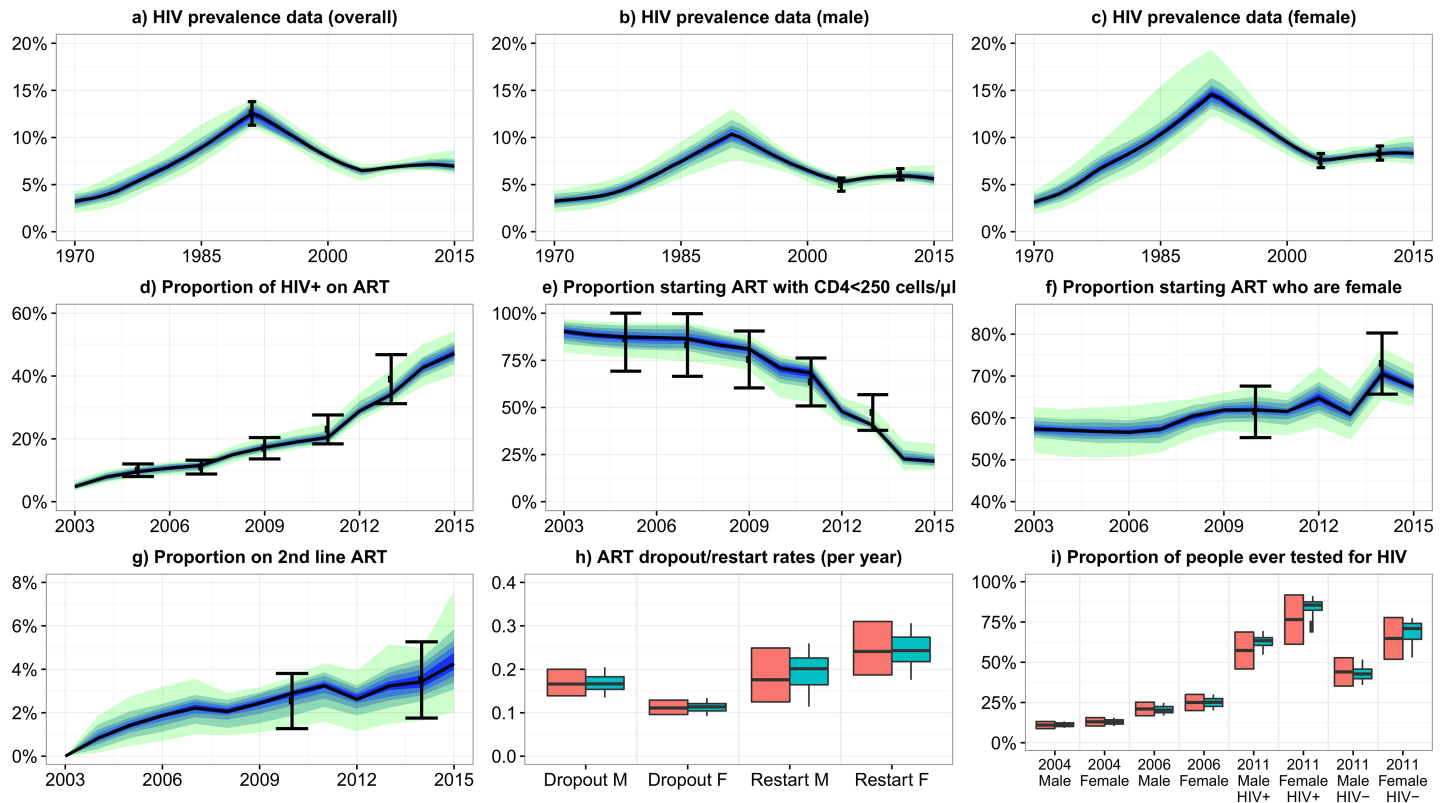 a) HIV prevalence data (overall)
b) HIV prevalence data (male)
c) HIV prevalence data (female)
20%
15%
10%
5%
0%
1970 1985 2000 2015
20%
15%
10%
5%
0%
1970 1985 2000 2015
20%
15%
10%
5%
0%
1970 1985 2000 2015
d) Proportion of HIV+ on ART
e) Proportion starting ART with CD4<250 cells/µl
f) Proportion starting ART who are female
60%
40%
20%
0%
2003 2006 2009 2012 2015
100%
75%
50%
25%
0%
2003 2006 2009 2012 2015
80%
70%
60%
50%
40%
2003 2006 2009 2012 2015
g) Proportion on 2nd line ART
h) ART dropout/restart rates (per year)
i) Proportion of people ever tested for HIV
8%
6%
4%
2%
0%
2003 2006 2009 2012 2015
0.4
0.3
0.2
0.1
0.0
Dropout M Dropout F Restart M Restart F
100%
75%
50%
25%
0%
2004 2004 2006 2006 2011 2011 2011 2011
Male Female Male Female Male Female Male Female
HIV+ HIV+ HIV− HIV−